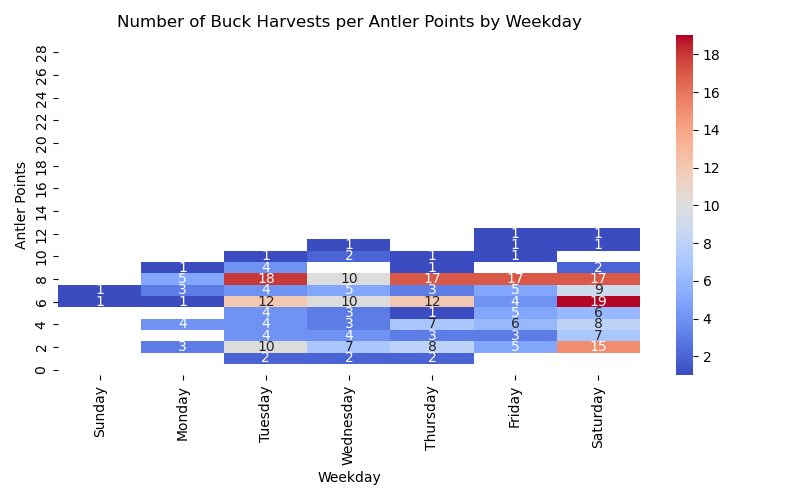 Number of Buck Harvests per Antler Points by Weekday
Antler Points
28
26
24
22
20
18
16
14
12 1 1
1 1
10 1 2 1 1
1 4 1 2
8 5 18 10 17 17 17
1 3 4 5 3 5 9
6 1 1 12 10 12 4 19
4 3 1 5 6
4 4 4 3 7 6 8
4 4 3 3 7
2 3 10 7 8 5 15
2 2 2
0
Sunday
Monday
Tuesday
Wednesday
Thursday
Friday
Saturday
Weekday
18
16
14
12
10
8
6
4
2